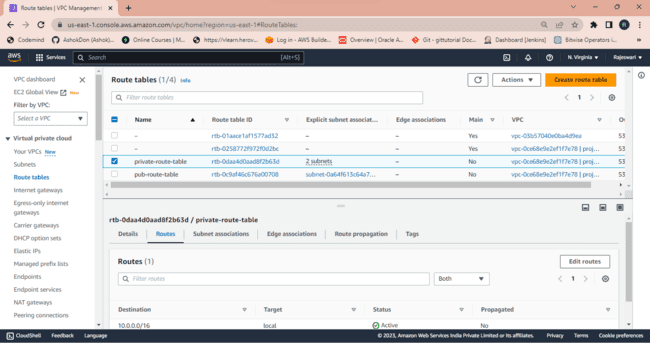 Route tables | VPC Management
us-east-1.console.aws.amazon.com/vpc/home?region=us-east-1#RouteTables:
Codemind
AshokDon (Ashok)...
Online Courses | M...
https://vlearn.herov...
Log in - AWS Builde...
Overview | Oracle A...
Git - gittutorial Doc...
Dashboard [Jenkins]
Bitwise Operators i...
aws
Services
Search
[Alt+S]
N. Virginia
Rajeswari
VPC dashboard
EC2 Global View
New
Filter by VPC:
Select a VPC
Virtual private cloud
Your VPCs New
Subnets
Route tables
Internet gateways
Egress-only internet
gateways
Carrier gateways
DHCP option sets
Elastic IPs
Managed prefix lists
Endpoints
Endpoint services
NAT gateways
Peering connections
Route tables (1/4) Info
Actions
Create route table
Filter route tables
1
Name
Route table ID
Explicit subnet associat...
Edge associations
Main
VPC
– rtb-01aace1af1577ad32 – – Yes vpc-03b57040e0ba4d9ea 53
– rtb-0258772f972f0d2bc – – Yes vpc-0ce68e9e2ef1f7e78 | proj... 53
private-route-table rtb-0daa4d0aad8f2b63d 2 subnets – No vpc-0ce68e9e2ef1f7e78 | proj... 53
pub-route-table rtb-0c9af46c676a00708 subnet-0a64f613c64a7... – No vpc-0ce68e9e2ef1f7e78 | proj... 53
rtb-0daa4d0aad8f2b63d / private-route-table
Details
Routes
Subnet associations
Edge associations
Route propagation
Tags
Routes (1)
Edit routes
Filter routes
Both
1
Destination
Target
Status
Propagated
10.0.0.0/16
local
Active
No
CloudShell
Feedback
Language
© 2023, Amazon Web Services India Private Limited or its affiliates.
Privacy
Terms
Cookie preferences